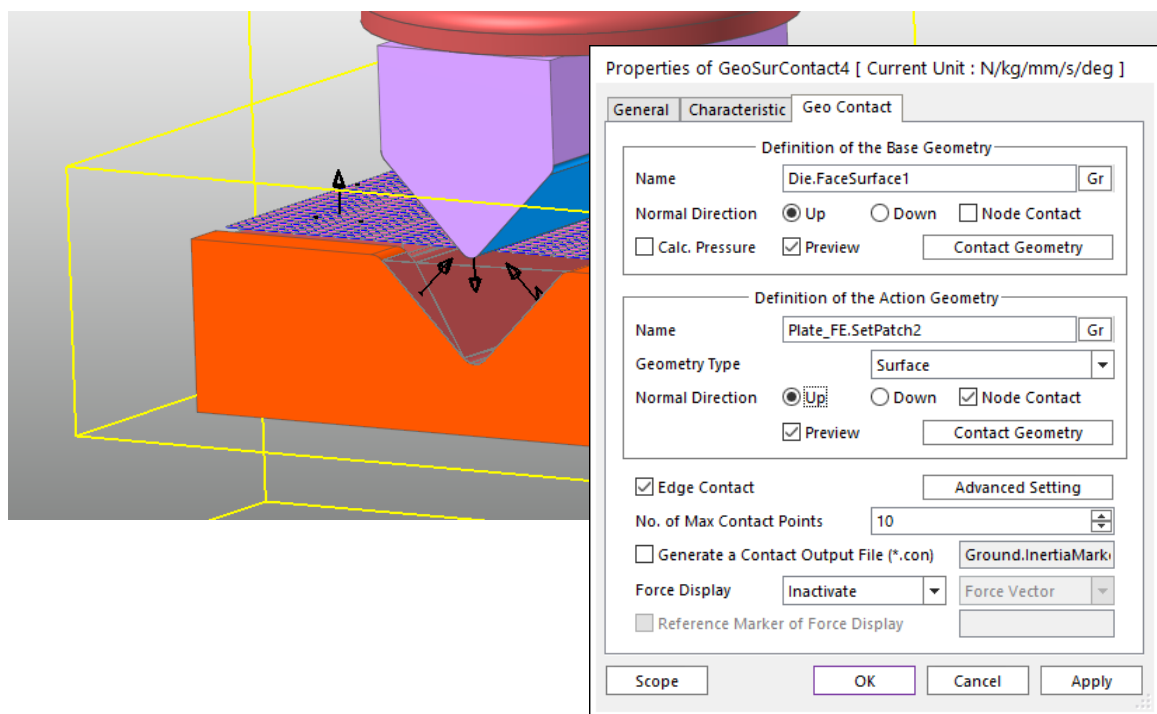 Properties of GeoSurContact4 [ Current Unit : N/kg/mm/s/deg ]
General Characteristic Geo Contact
Definition of the Base Geometry
Name Die.FaceSurface1 Gr
Normal Direction Up Down Node Contact
Calc. Pressure Preview Contact Geometry
Definition of the Action Geometry
Name Plate_FE.SetPatch2 Gr
Geometry Type Surface
Normal Direction Up Down Node Contact
Preview Contact Geometry
Edge Contact Advanced Setting
No. of Max Contact Points 10
Generate a Contact Output File (*.con) Ground.InertiaMark
Force Display Inactivate Force Vector
Reference Marker of Force Display
Scope OK Cancel Apply